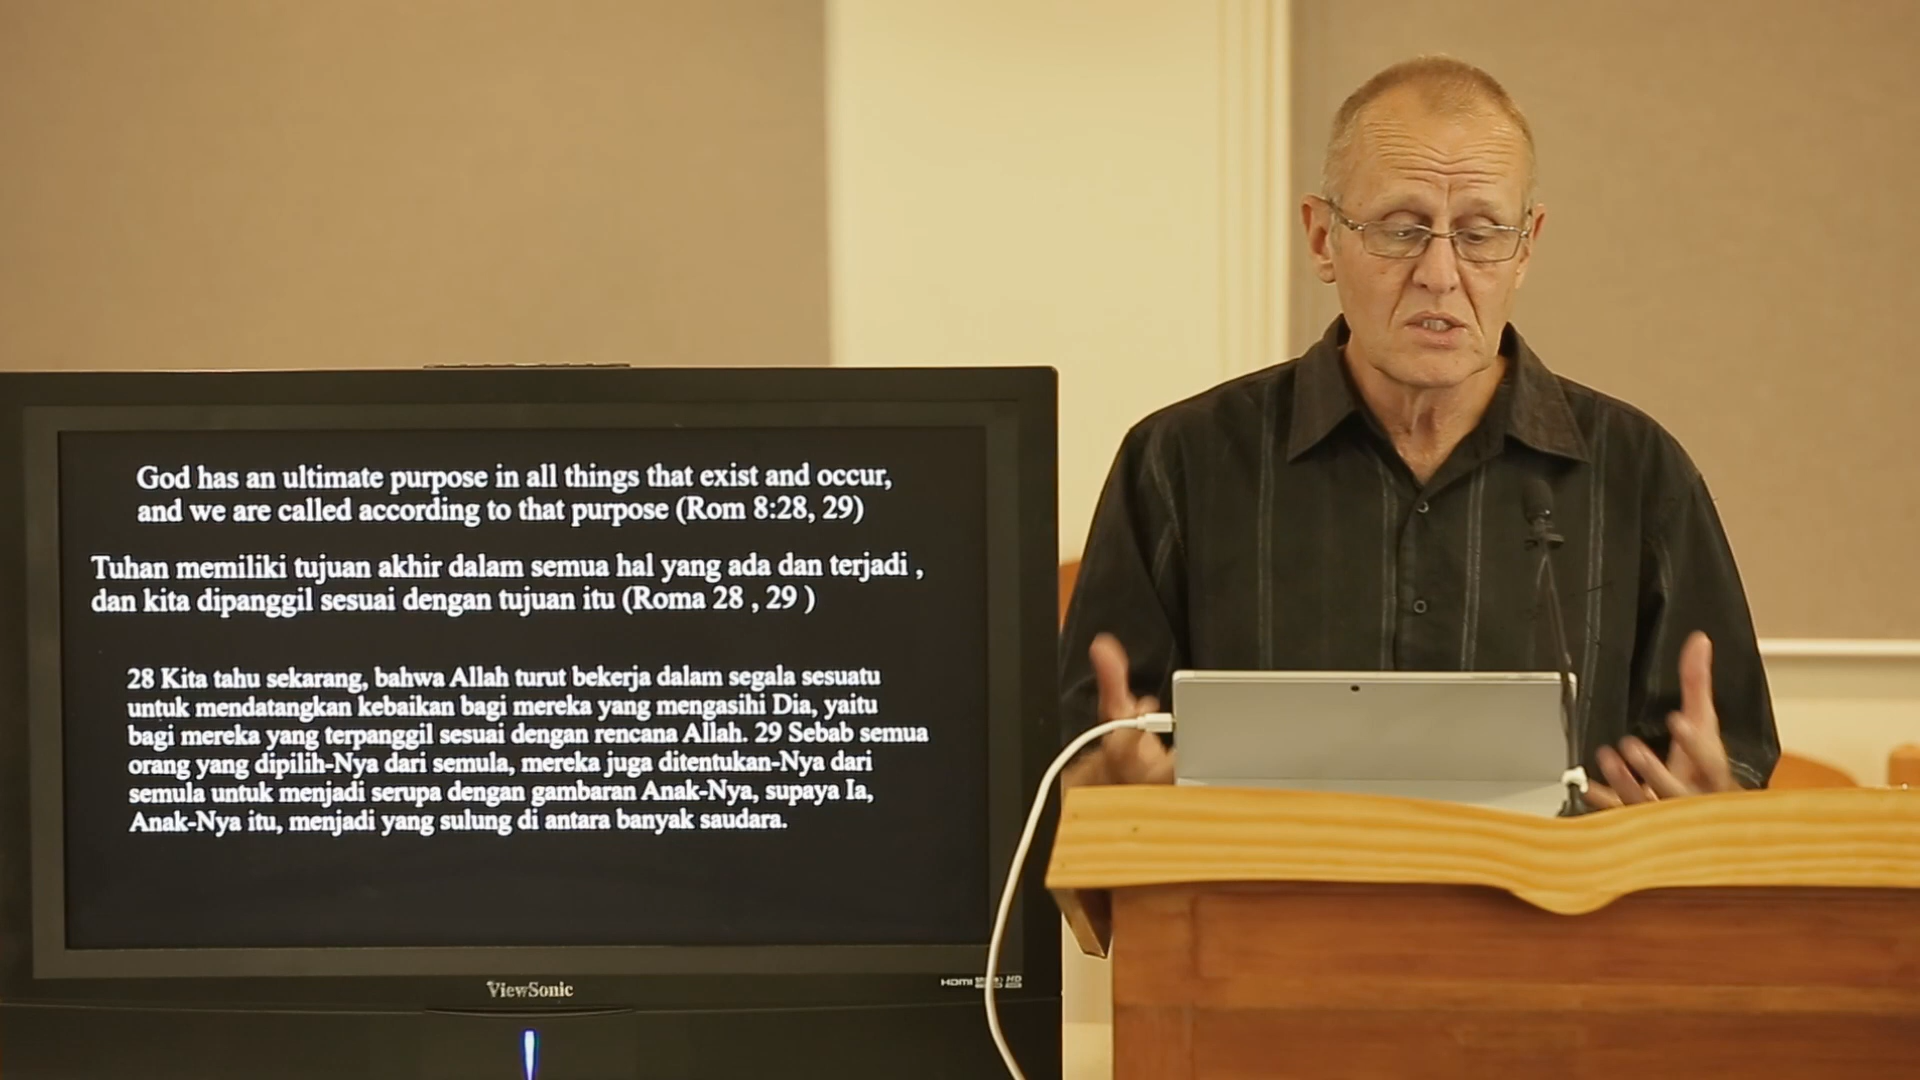 God has an ultimate purpose in all things that exist and occur,
and we are called according to that purpose (Rom 8:28, 29)
Tuhan memiliki tujuan akhir dalam semua hal yang ada dan terjadi ,
dan kita dipanggil sesuai dengan tujuan itu (Roma 28 , 29 )
28 Kita tahu sekarang, bahwa Allah turut bekerja dalam segala sesuatu
untuk mendatangkan kebaikan bagi mereka yang mengasihi Dia, yaitu
bagi mereka yang terpanggil sesuai dengan rencana Allah. 29 Sebab semua
orang yang dipilih-Nya dari semula, mereka juga ditentukan-Nya dari
semula untuk menjadi serupa dengan gambaran Anak-Nya, supaya Ia,
Anak-Nya itu, menjadi yang sulung di antara banyak saudara.
ViewSonic
HDMI HD